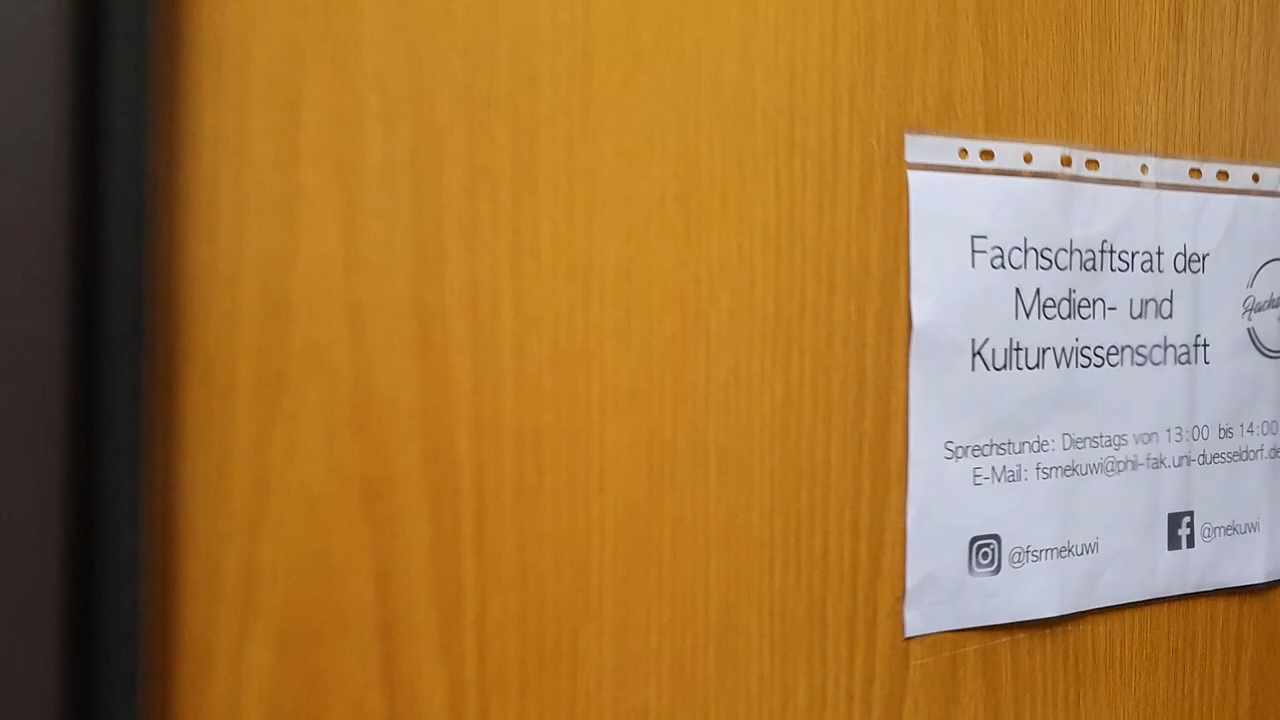 Fachschaftsrat der
Medien- und
Kulturwissenschaft
Sprechstunde: Dienstags von 13:00 bis 14:00
E-Mail: fsmekuwi@phil-fak.uni-duesseldorf.de
@fsrmekuwi
@mekuwi